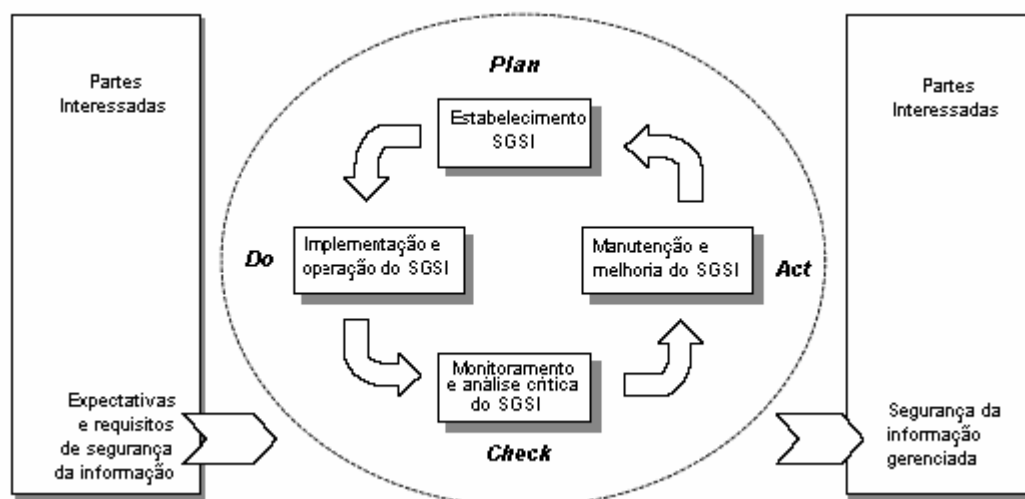 Partes
Interessadas
Expectativas
e requisitos
de segurança
da informação
Plan
Estabelecimento
SGSI
Do
Implementação e
operação do SGSI
Manutenção e
melhoria do SGSI
Act
Monitoramento
e análise crítica
do SGSI
Check
Partes
Interessadas
Segurança da
informação
gerenciada